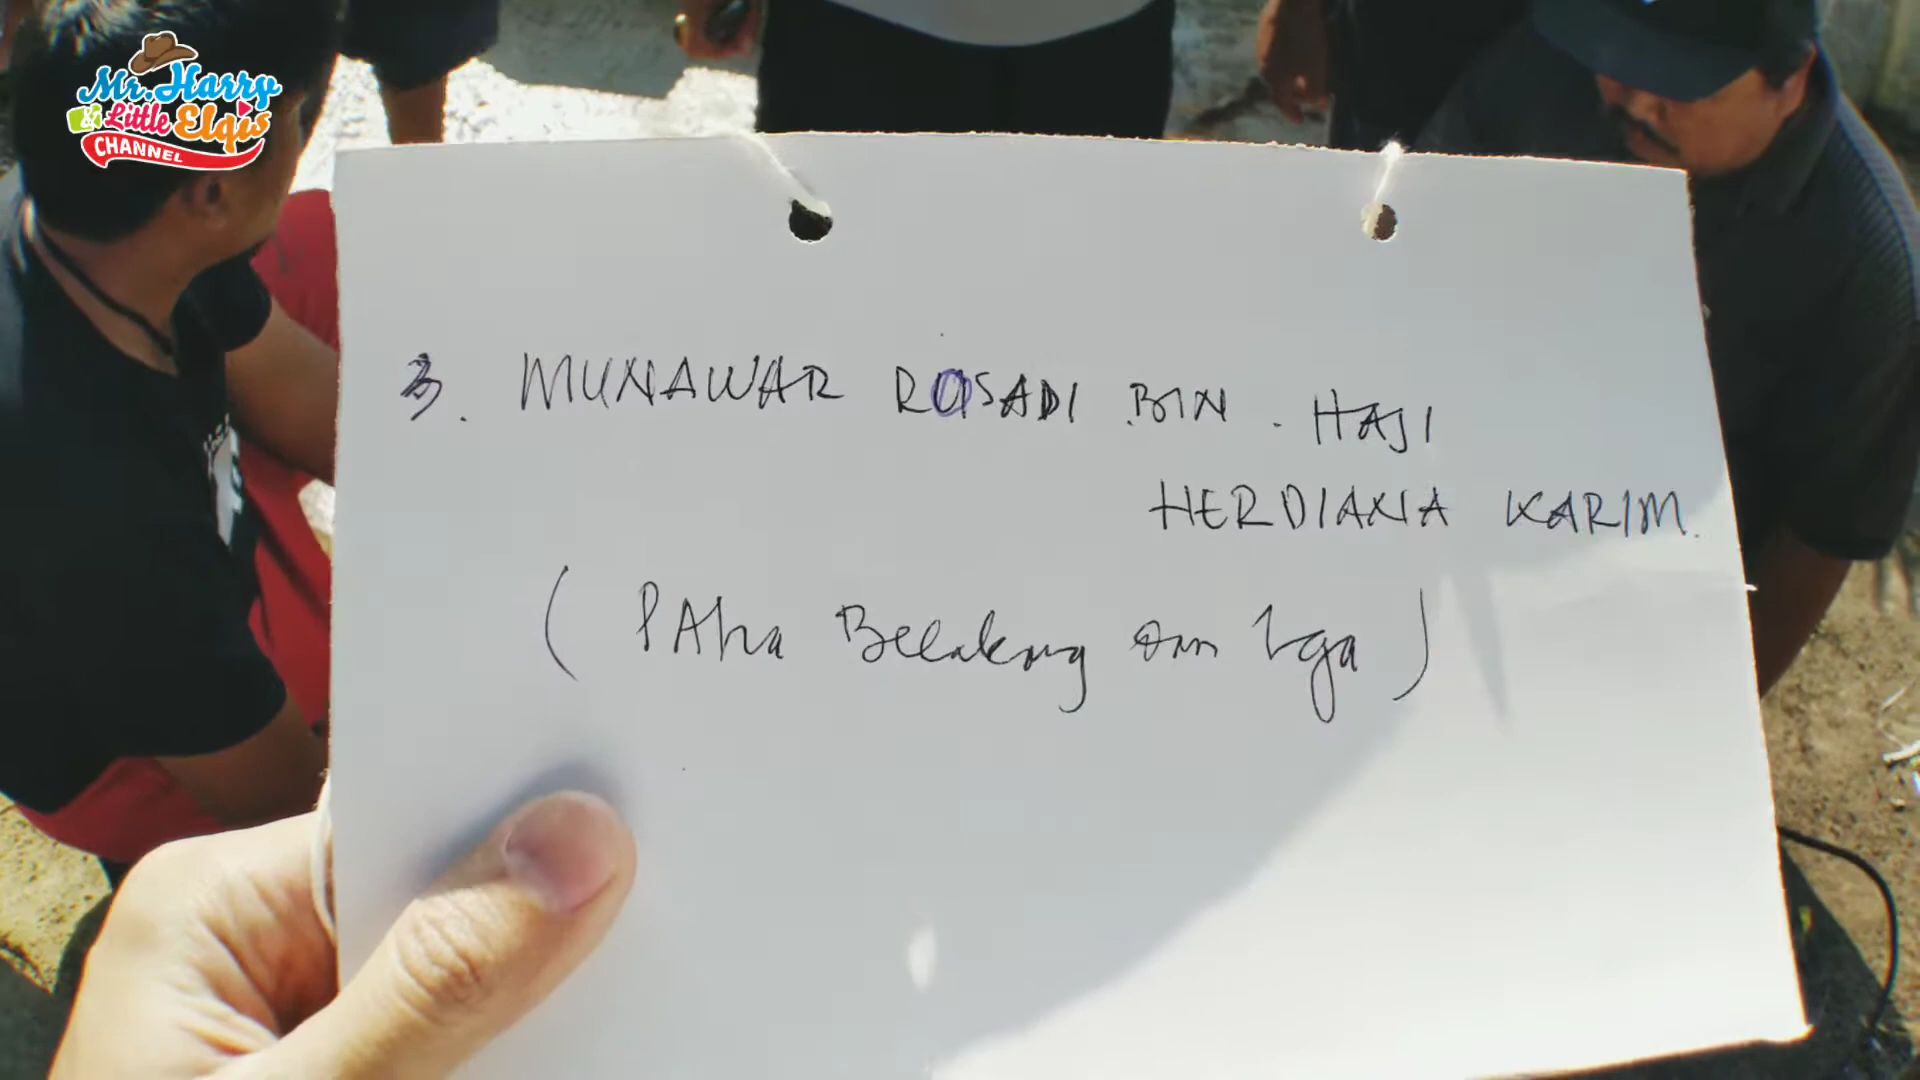 Mr. Harry
& Little Elqis
CHANNEL
3. MUNAWAR ROSADI BIN. HAJI
HERDIANA KARIM.
(PAha Belakang dan Iga)